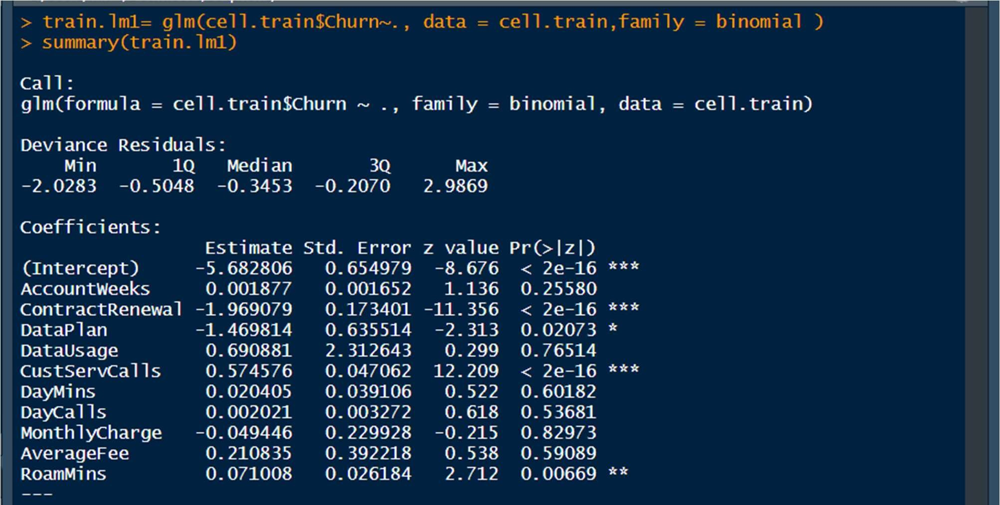 > train.lm1= glm(cell.train$Churn~., data = cell.train,family = binomial )
> summary(train.lm1)
Call:
glm(formula = cell.train$Churn ~ ., family = binomial, data = cell.train)
Deviance Residuals:
Min 1Q Median 3Q Max
-2.0283 -0.5048 -0.3453 -0.2070 2.9869
Coefficients:
Estimate Std. Error z value Pr(>|z|)
(Intercept) -5.682806 0.654979 -8.676 < 2e-16 ***
AccountWeeks 0.001877 0.001652 1.136 0.25580
ContractRenewal -1.969079 0.173401 -11.356 < 2e-16 ***
DataPlan -1.469814 0.635514 -2.313 0.02073 *
DataUsage 0.690881 2.312643 0.299 0.76514
CustServCalls 0.574576 0.047062 12.209 < 2e-16 ***
DayMins 0.020405 0.039106 0.522 0.60182
DayCalls 0.002021 0.003272 0.618 0.53681
MonthlyCharge -0.049446 0.229928 -0.215 0.82973
AverageFee 0.210835 0.392218 0.538 0.59089
RoamMins 0.071008 0.026184 2.712 0.00669 **
---